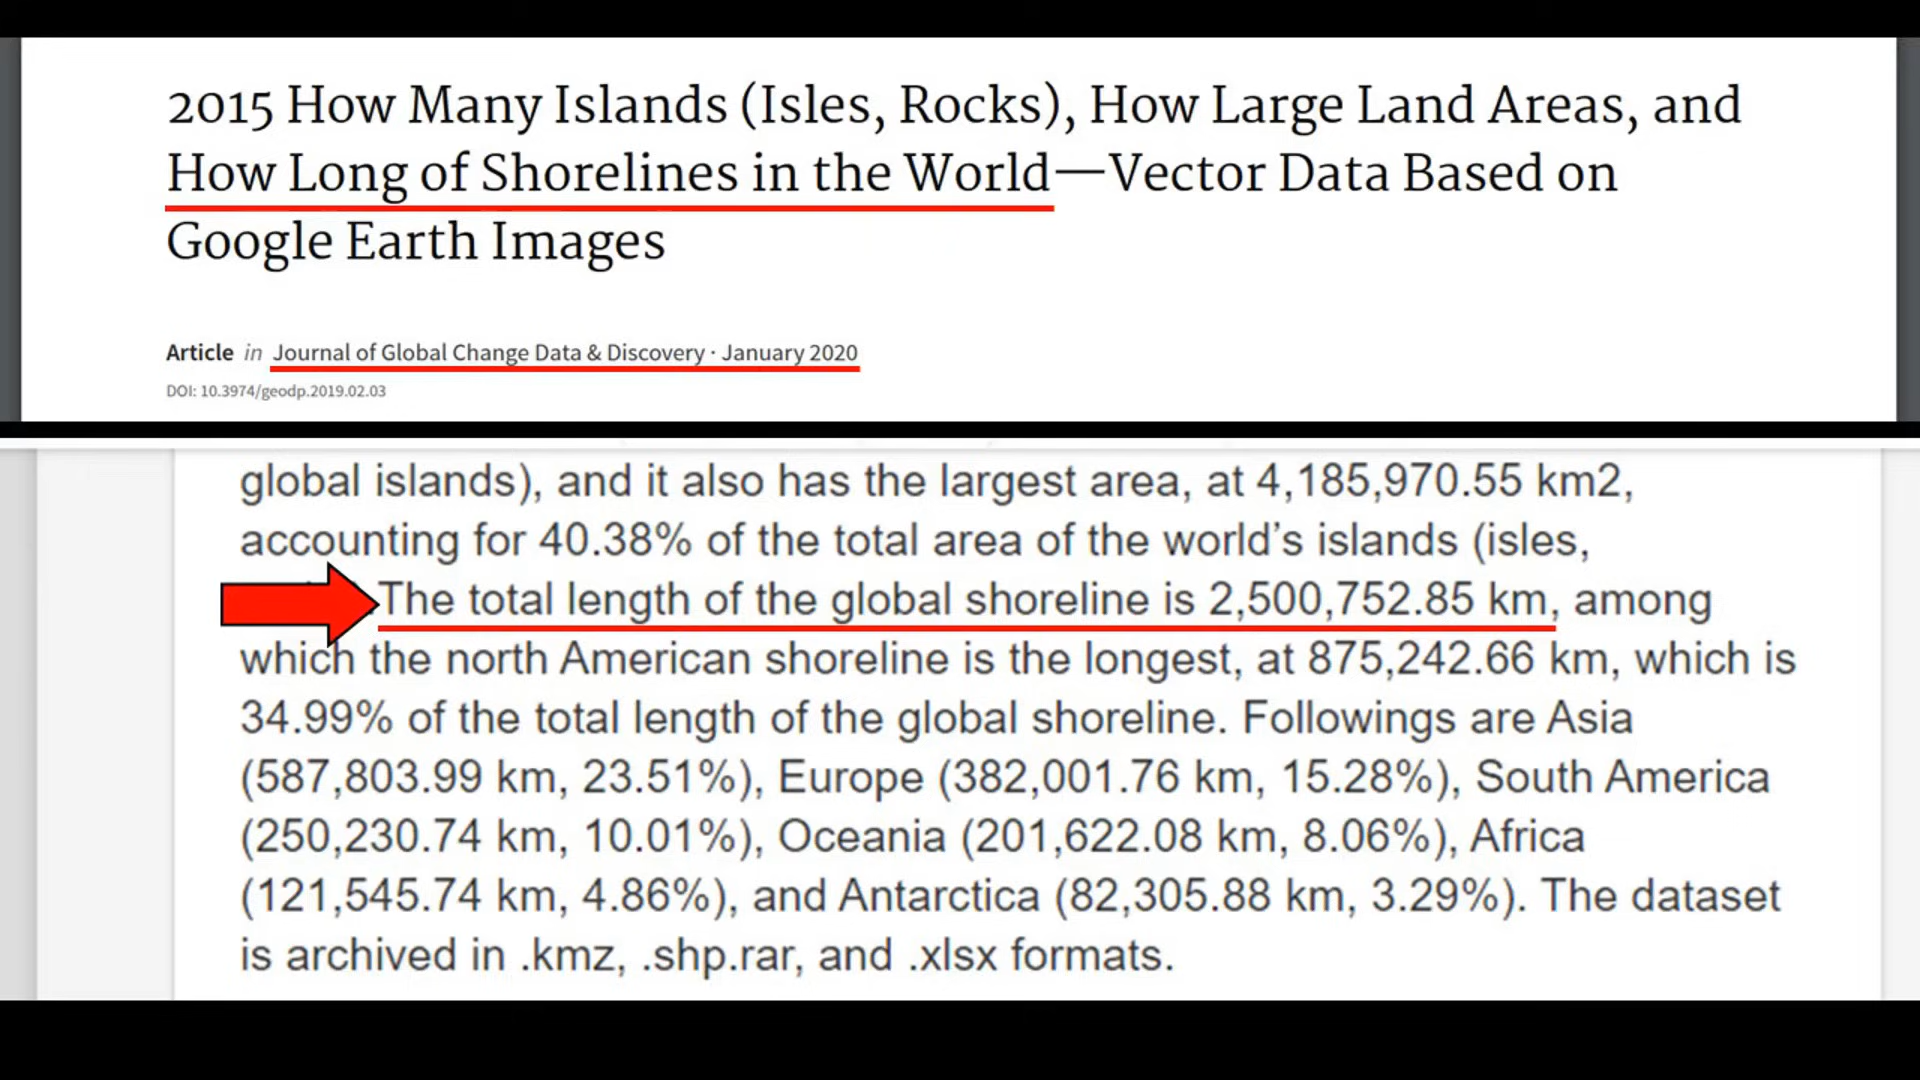 2015 How Many Islands (Isles, Rocks), How Large Land Areas, and
How Long of Shorelines in the World—Vector Data Based on
Google Earth Images
Article in Journal of Global Change Data & Discovery · January 2020
DOI: 10.3974/geodp.2019.02.03
global islands), and it also has the largest area, at 4,185,970.55 km2,
accounting for 40.38% of the total area of the world’s islands (isles,
The total length of the global shoreline is 2,500,752.85 km, among
which the north American shoreline is the longest, at 875,242.66 km, which is
34.99% of the total length of the global shoreline. Followings are Asia
(587,803.99 km, 23.51%), Europe (382,001.76 km, 15.28%), South America
(250,230.74 km, 10.01%), Oceania (201,622.08 km, 8.06%), Africa
(121,545.74 km, 4.86%), and Antarctica (82,305.88 km, 3.29%). The dataset
is archived in .kmz, .shp.rar, and .xlsx formats.